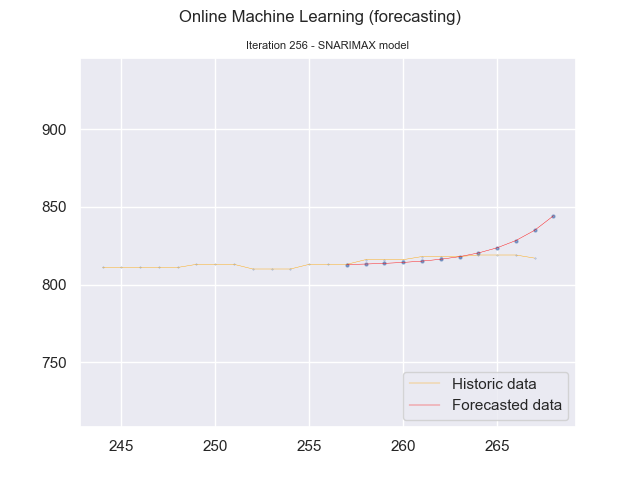 Online Machine Learning (forecasting)
Iteration 256 - SNARIMAX model
900
850
800
750
Historic data
Forecasted data
245 250 255 260 265